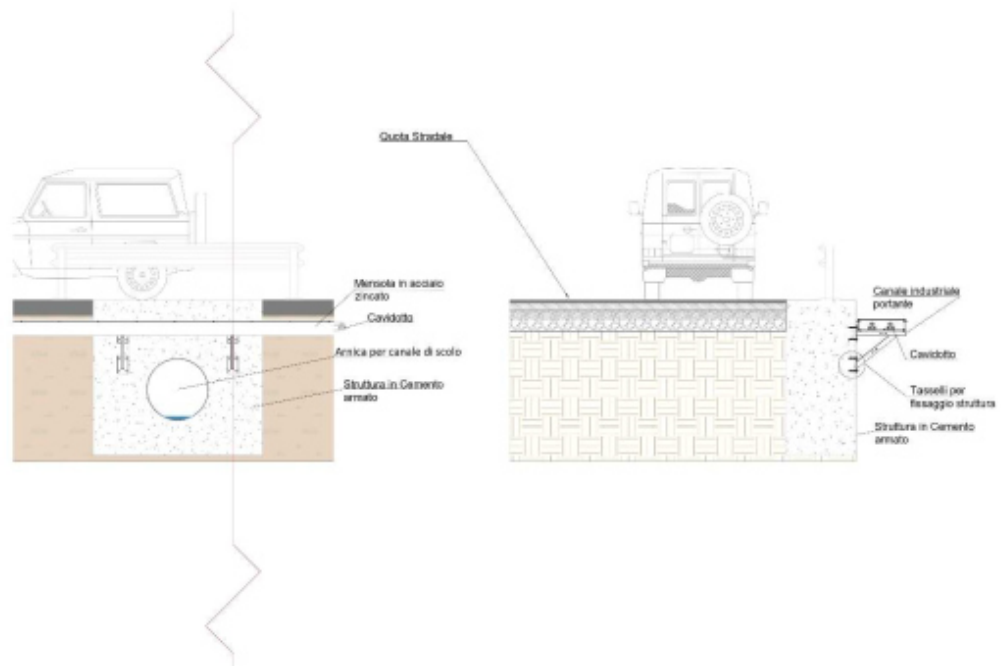 Quota Stradale
Mensola in acciaio
zincato
Cavidotto
Arnica per canale di scolo
Struttura in Cemento
armato
Canale industriale
portante
Cavidotto
Tasselli per
fissaggio struttura
Struttura in Cemento
armato